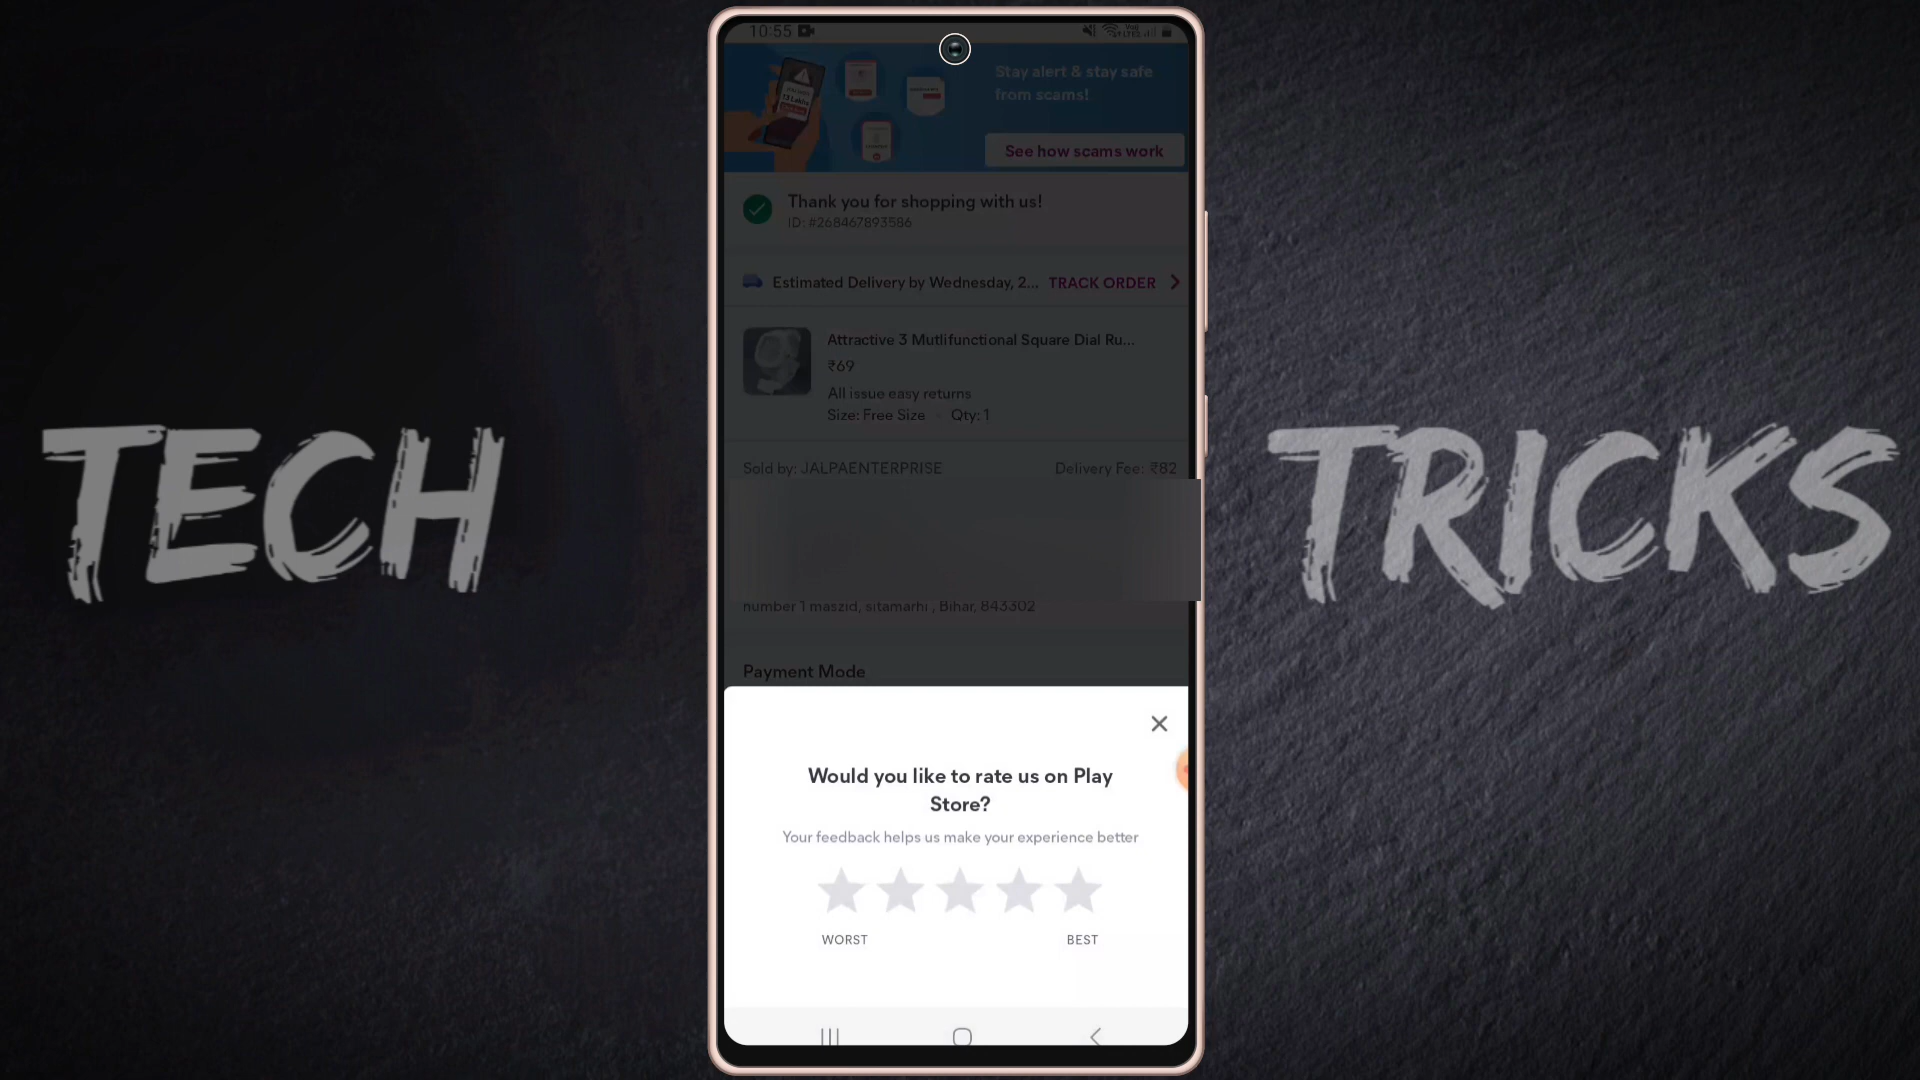 10:55
Stay alert & stay safe
from scams!
See how scams work
Thank you for shopping with us!
ID: #268467893586
Estimated Delivery by Wednesday, 2... TRACK ORDER
Attractive 3 Mutlifunctional Square Dial Ru...
₹69
All issue easy returns
Size: Free Size Qty: 1
Sold by: JALPAENTERPRISE Delivery Fee: ₹82
number 1 maszid, sitamarhi , Bihar, 843302
Payment Mode
Would you like to rate us on Play
Store?
Your feedback helps us make your experience better
WORST BEST
TECH TRICKS